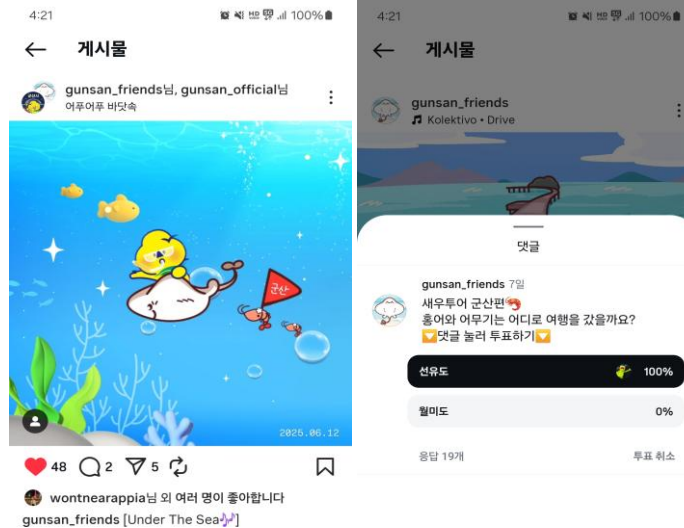 4:21
100%
게시물
gunsan_friends님, gunsan_official님
어푸어푸 바닷속
군산
2025.06.12
48
2
5
wontnearappia님 외 여러 명이 좋아합니다
gunsan_friends [Under The Sea🎶]
4:21
100%
게시물
gunsan_friends
Kolektivo • Drive
댓글
gunsan_friends 7일
새우투어 군산편🦐
홍어와 어무기는 어디로 여행을 갔을까요?
🔽댓글 눌러 투표하기🔽
선유도 100%
월미도 0%
응답 19개 투표 취소